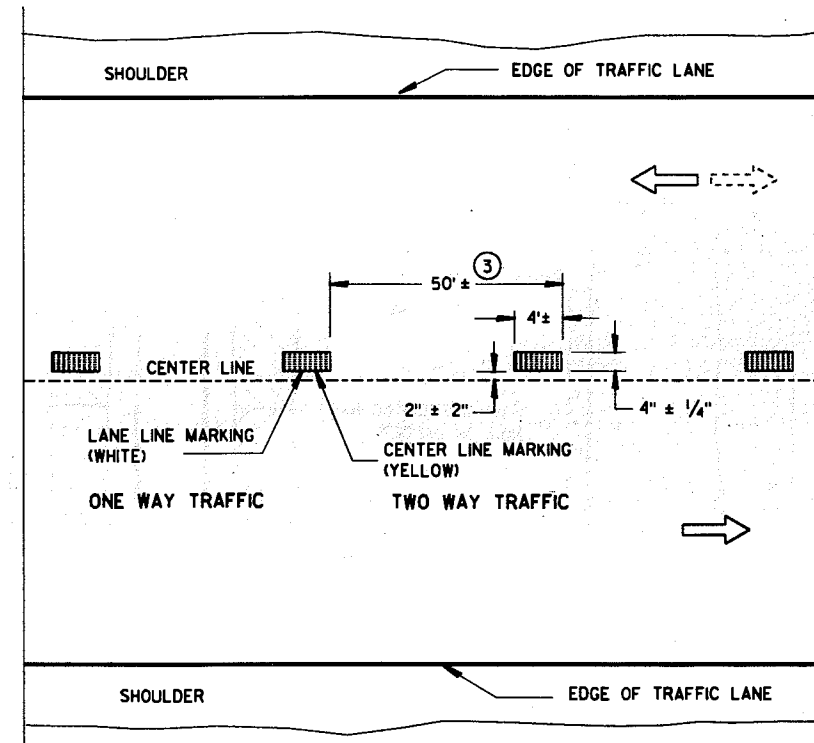 SHOULDER
EDGE OF TRAFFIC LANE
3
50' ±
4'±
CENTER LINE
2" ± 2"
4" ± 1/4"
LANE LINE MARKING
(WHITE)
CENTER LINE MARKING
(YELLOW)
ONE WAY TRAFFIC
TWO WAY TRAFFIC
SHOULDER
EDGE OF TRAFFIC LANE